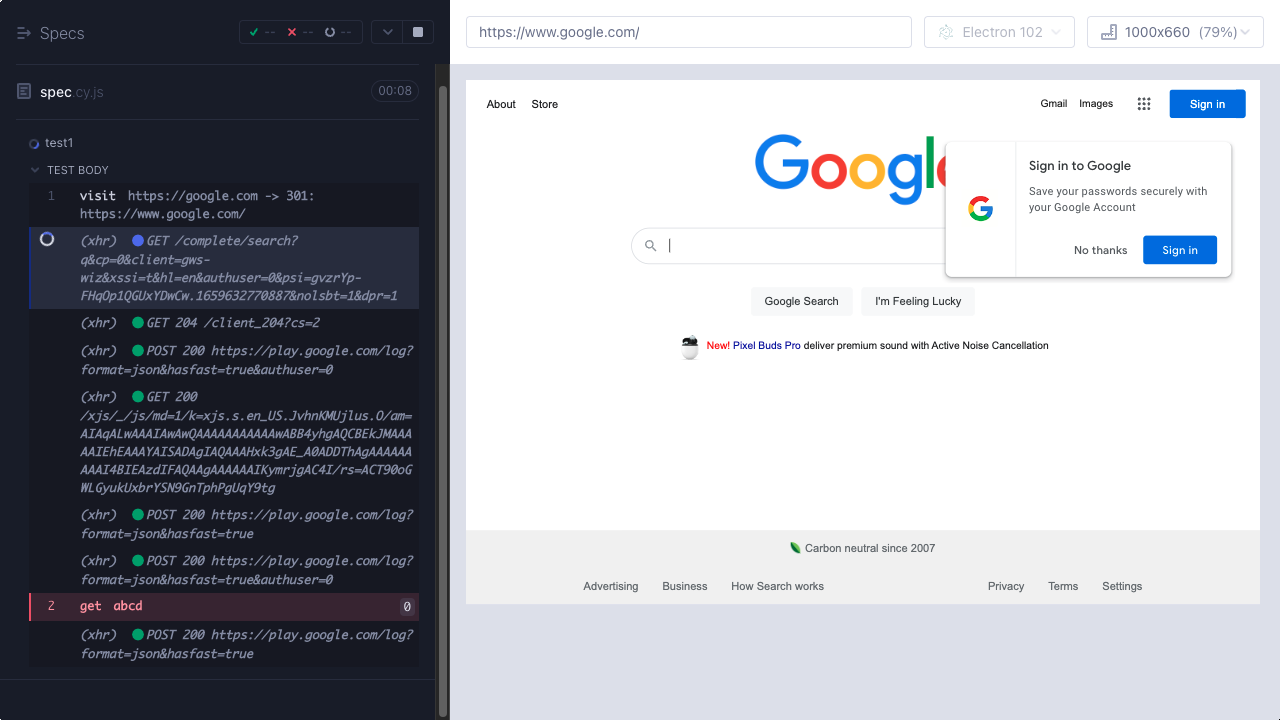 Specs
-- -- --
https://www.google.com/
Electron 102
1000x660 (79%)
spec.cy.js
00:08
test1
TEST BODY
1 visit https://google.com -> 301:
https://www.google.com/
(xhr) GET /complete/search?
q&cp=0&client=gws-
wiz&xssi=t&hl=en&authuser=0&psi=gvzrYp-
FHqOp1QGUxYDwCw.1659632770887&nolsbt=1&dpr=1
(xhr) GET 204 /client_204?cs=2
(xhr) POST 200 https://play.google.com/log?
format=json&hasfast=true&authuser=0
(xhr) GET 200
/xjs/_/js/md=1/k=xjs.s.en_US.JvhnKMUjlus.O/am=
AIAqALwAAAIAwAwQAAAAAAAAAAAwABB4yhgAQCBEkJMAAA
AAIEhEAAAYAISADAgIAQAAAHxk3gAE_A0ADDThAgAAAAAA
AAAI4BIEAzdIFAQAAgAAAAAAIKymrjgAC4I/rs=ACT90oG
WLGyukUxbrYSN9GnTphPgUqY9tg
(xhr) POST 200 https://play.google.com/log?
format=json&hasfast=true
(xhr) POST 200 https://play.google.com/log?
format=json&hasfast=true&authuser=0
2 get abcd 0
(xhr) POST 200 https://play.google.com/log?
format=json&hasfast=true
About Store
Gmail Images Sign in
Google
Sign in to Google
Save your passwords securely with
your Google Account
No thanks Sign in
Google Search I'm Feeling Lucky
New! Pixel Buds Pro deliver premium sound with Active Noise Cancellation
Carbon neutral since 2007
Advertising Business How Search works Privacy Terms Settings